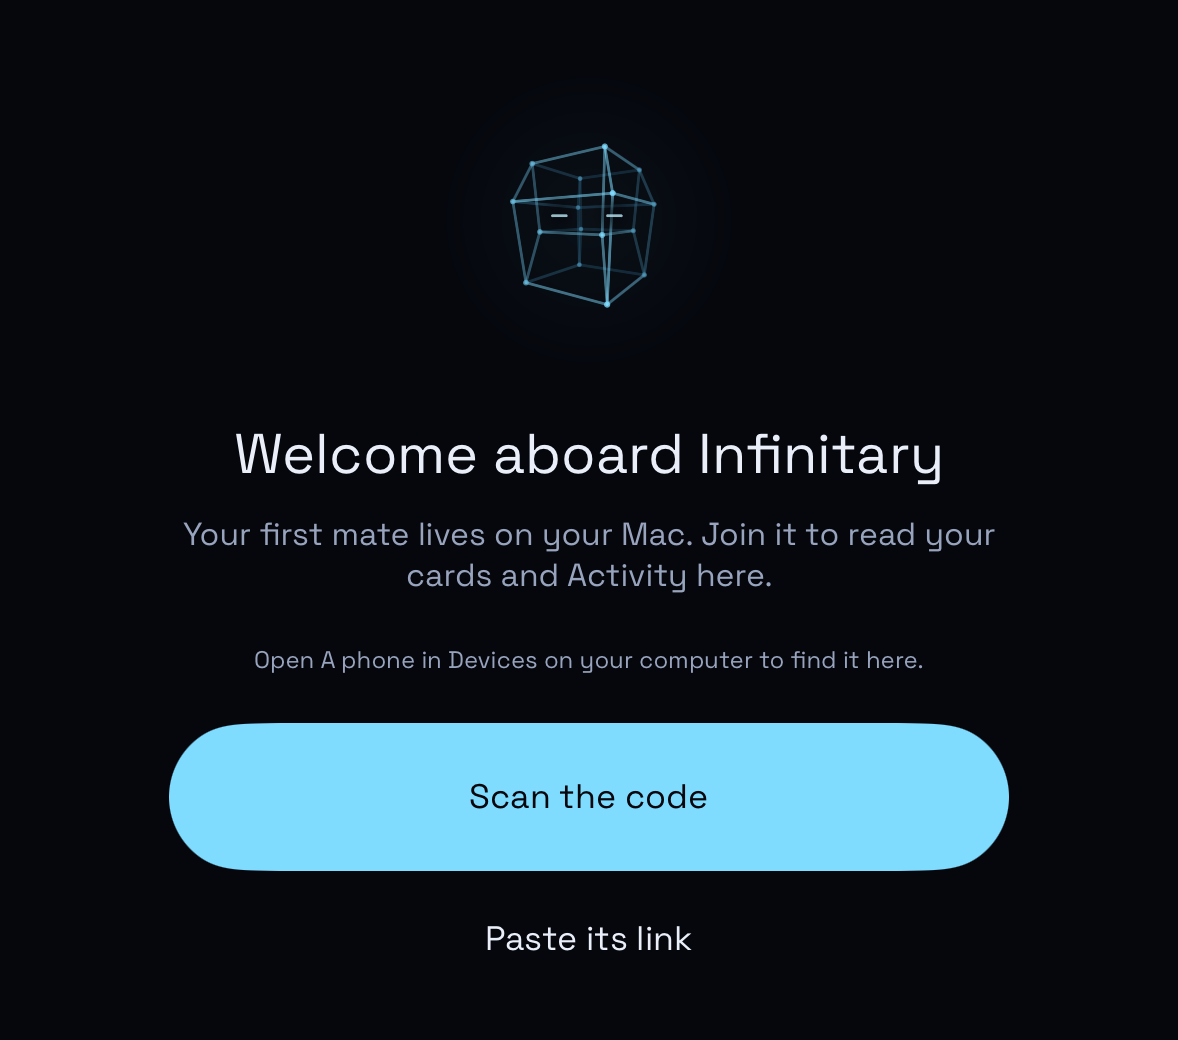 Welcome aboard Infinitary
Your first mate lives on your Mac. Join it to read your
cards and Activity here.
Open A phone in Devices on your computer to find it here.
Scan the code
Paste its link